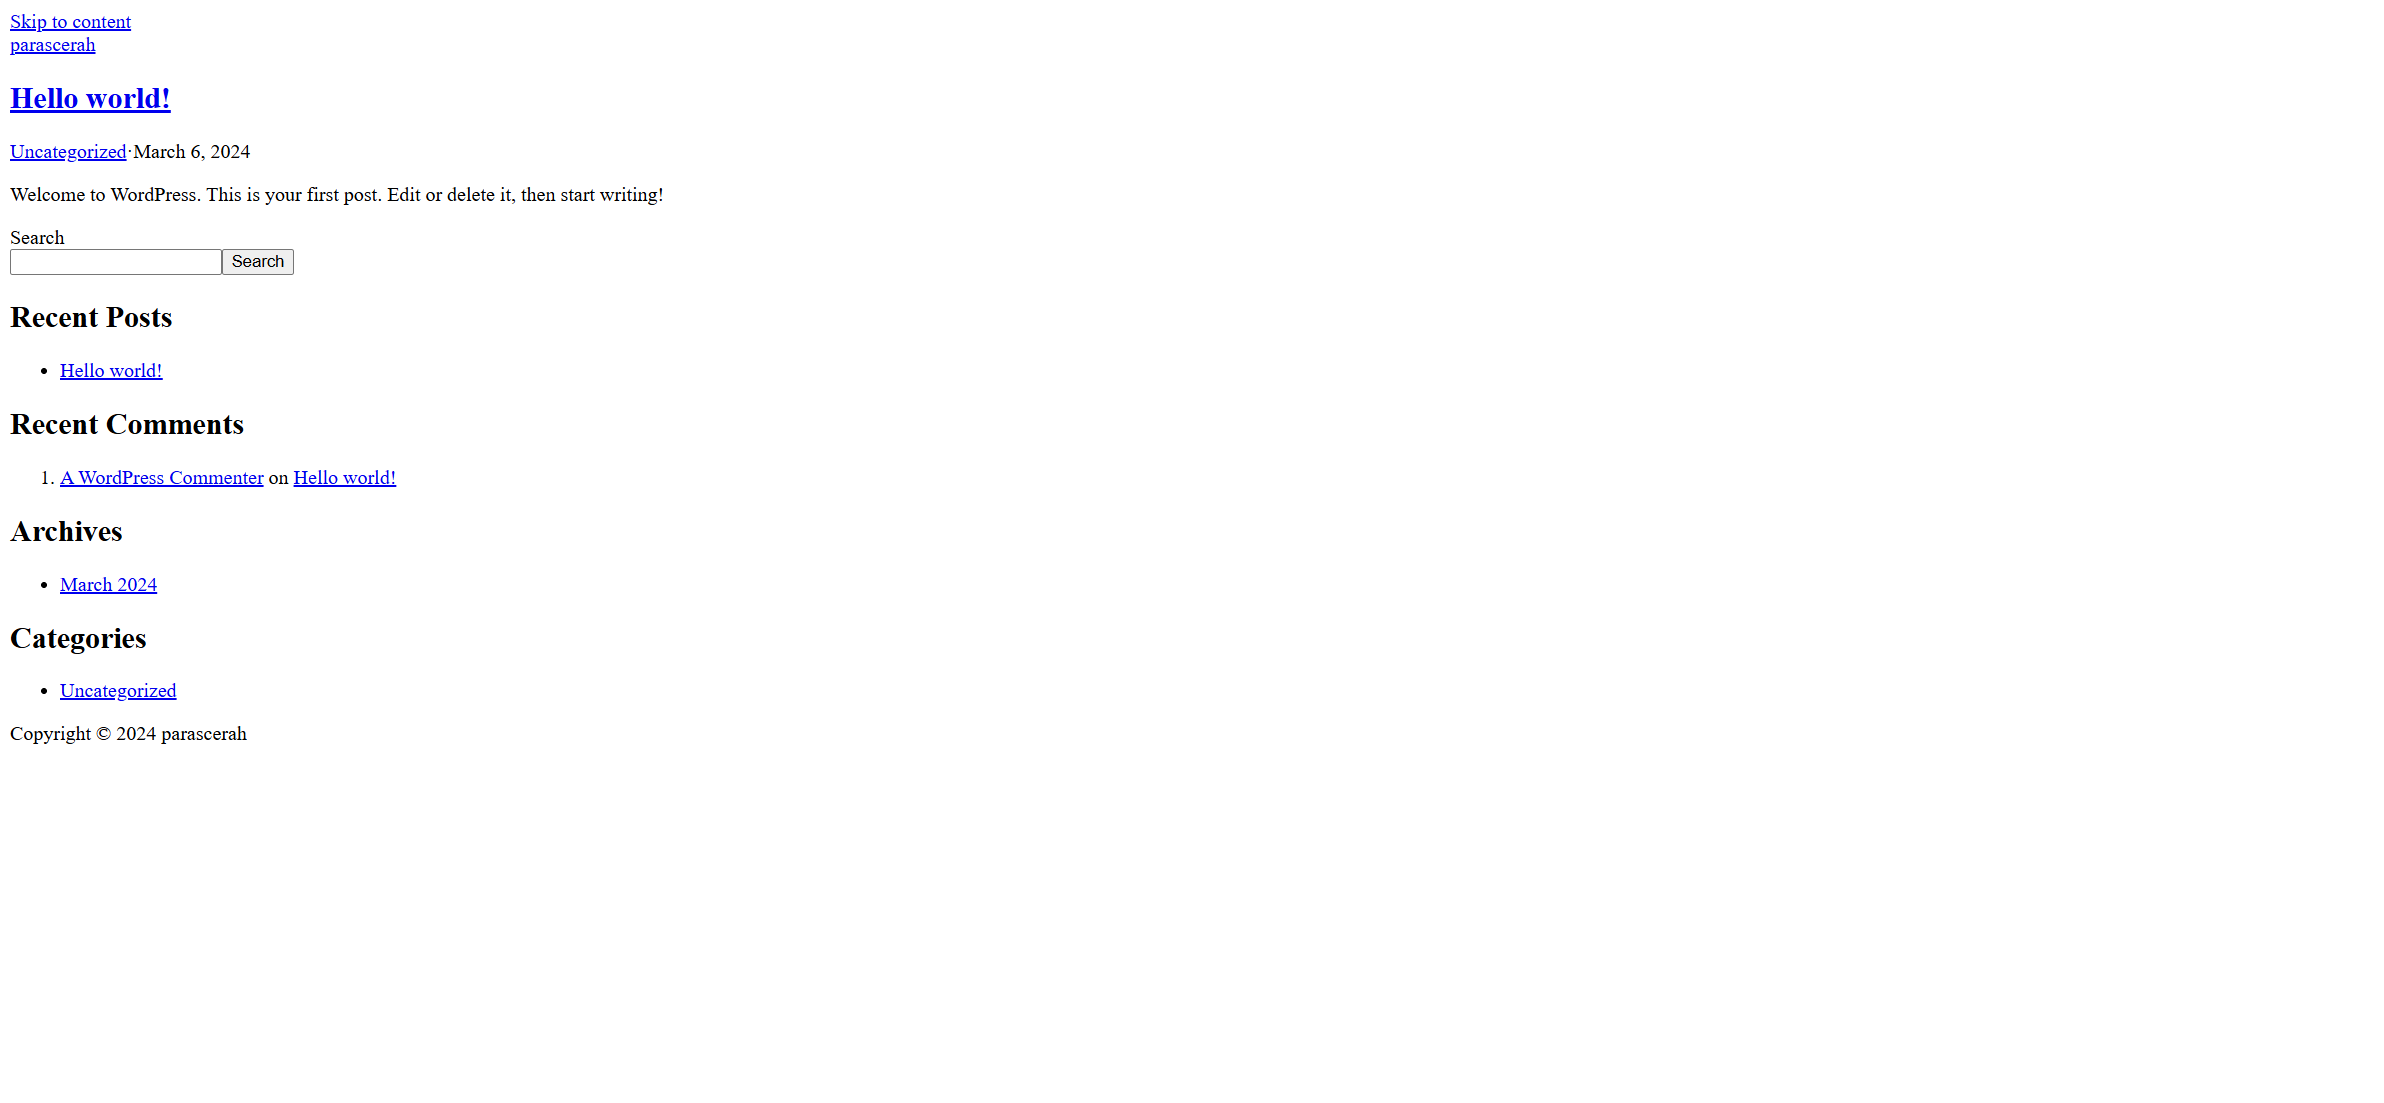 Skip to content
parascerah
Hello world!
Uncategorized·March 6, 2024
Welcome to WordPress. This is your first post. Edit or delete it, then start writing!
Search
Search
Recent Posts
• Hello world!
Recent Comments
1. A WordPress Commenter on Hello world!
Archives
• March 2024
Categories
• Uncategorized
Copyright © 2024 parascerah